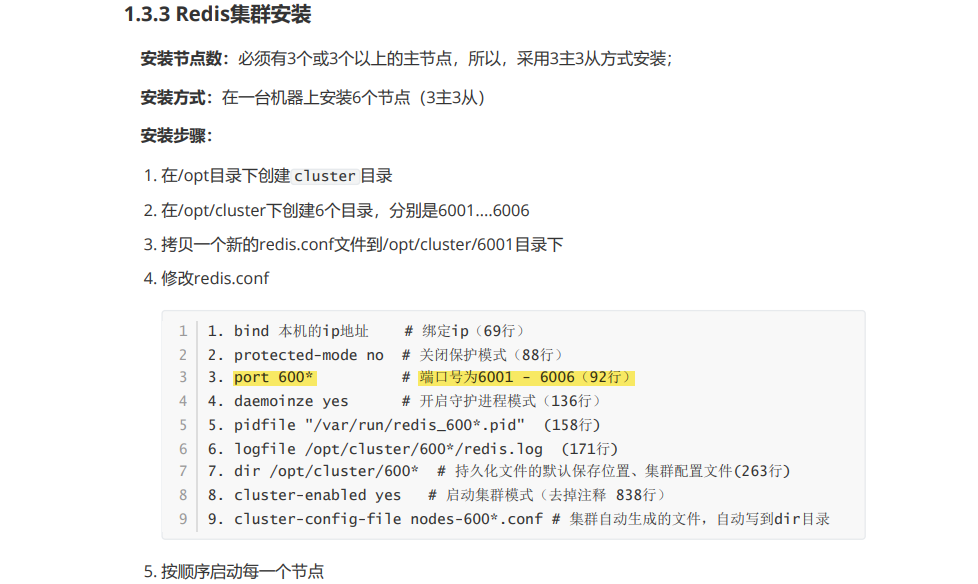 1.3.3 Redis集群安装
安装节点数：必须有3个或3个以上的主节点，所以，采用3主3从方式安装；
安装方式：在一台机器上安装6个节点（3主3从）
安装步骤：
1. 在/opt目录下创建 cluster 目录
2. 在/opt/cluster下创建6个目录，分别是6001....6006
3. 拷贝一个新的redis.conf文件到/opt/cluster/6001目录下
4. 修改redis.conf
1 1. bind 本机的ip地址 # 绑定ip（69行）
2 2. protected-mode no # 关闭保护模式（88行）
3 3. port 600* # 端口号为6001 - 6006（92行）
4 4. daemoinze yes # 开启守护进程模式（136行）
5 5. pidfile "/var/run/redis_600*.pid" (158行)
6 6. logfile /opt/cluster/600*/redis.log (171行)
7 7. dir /opt/cluster/600* # 持久化文件的默认保存位置、集群配置文件(263行)
8 8. cluster-enabled yes # 启动集群模式（去掉注释 838行）
9 9. cluster-config-file nodes-600*.conf # 集群自动生成的文件，自动写到dir目录
5. 按顺序启动每一个节点